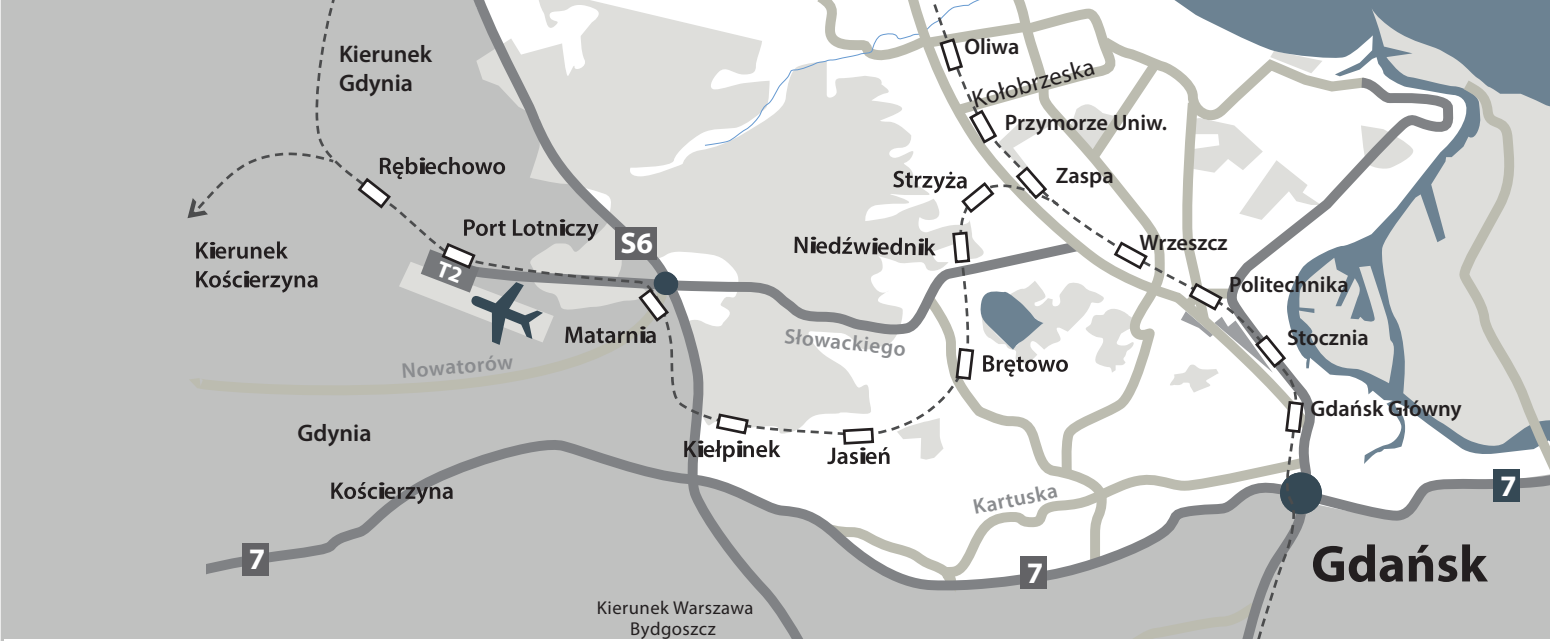 Kierunek
Gdynia
Oliwa
Kołobrzeska
Przymorze Uniw.
Rębiechowo
Strzyża
Zaspa
Port Lotniczy
S6
Niedźwiednik
Wrzeszcz
Kierunek
Kościerzyna
T2
Politechnika
Matarnia
Słowackiego
Stocznia
Nowatorów
Brętowo
Gdańsk Główny
Gdynia
Kiełpinek
Jasień
Kościerzyna
Kartuska
7
7
7
Gdańsk
Kierunek Warszawa
Bydgoszcz